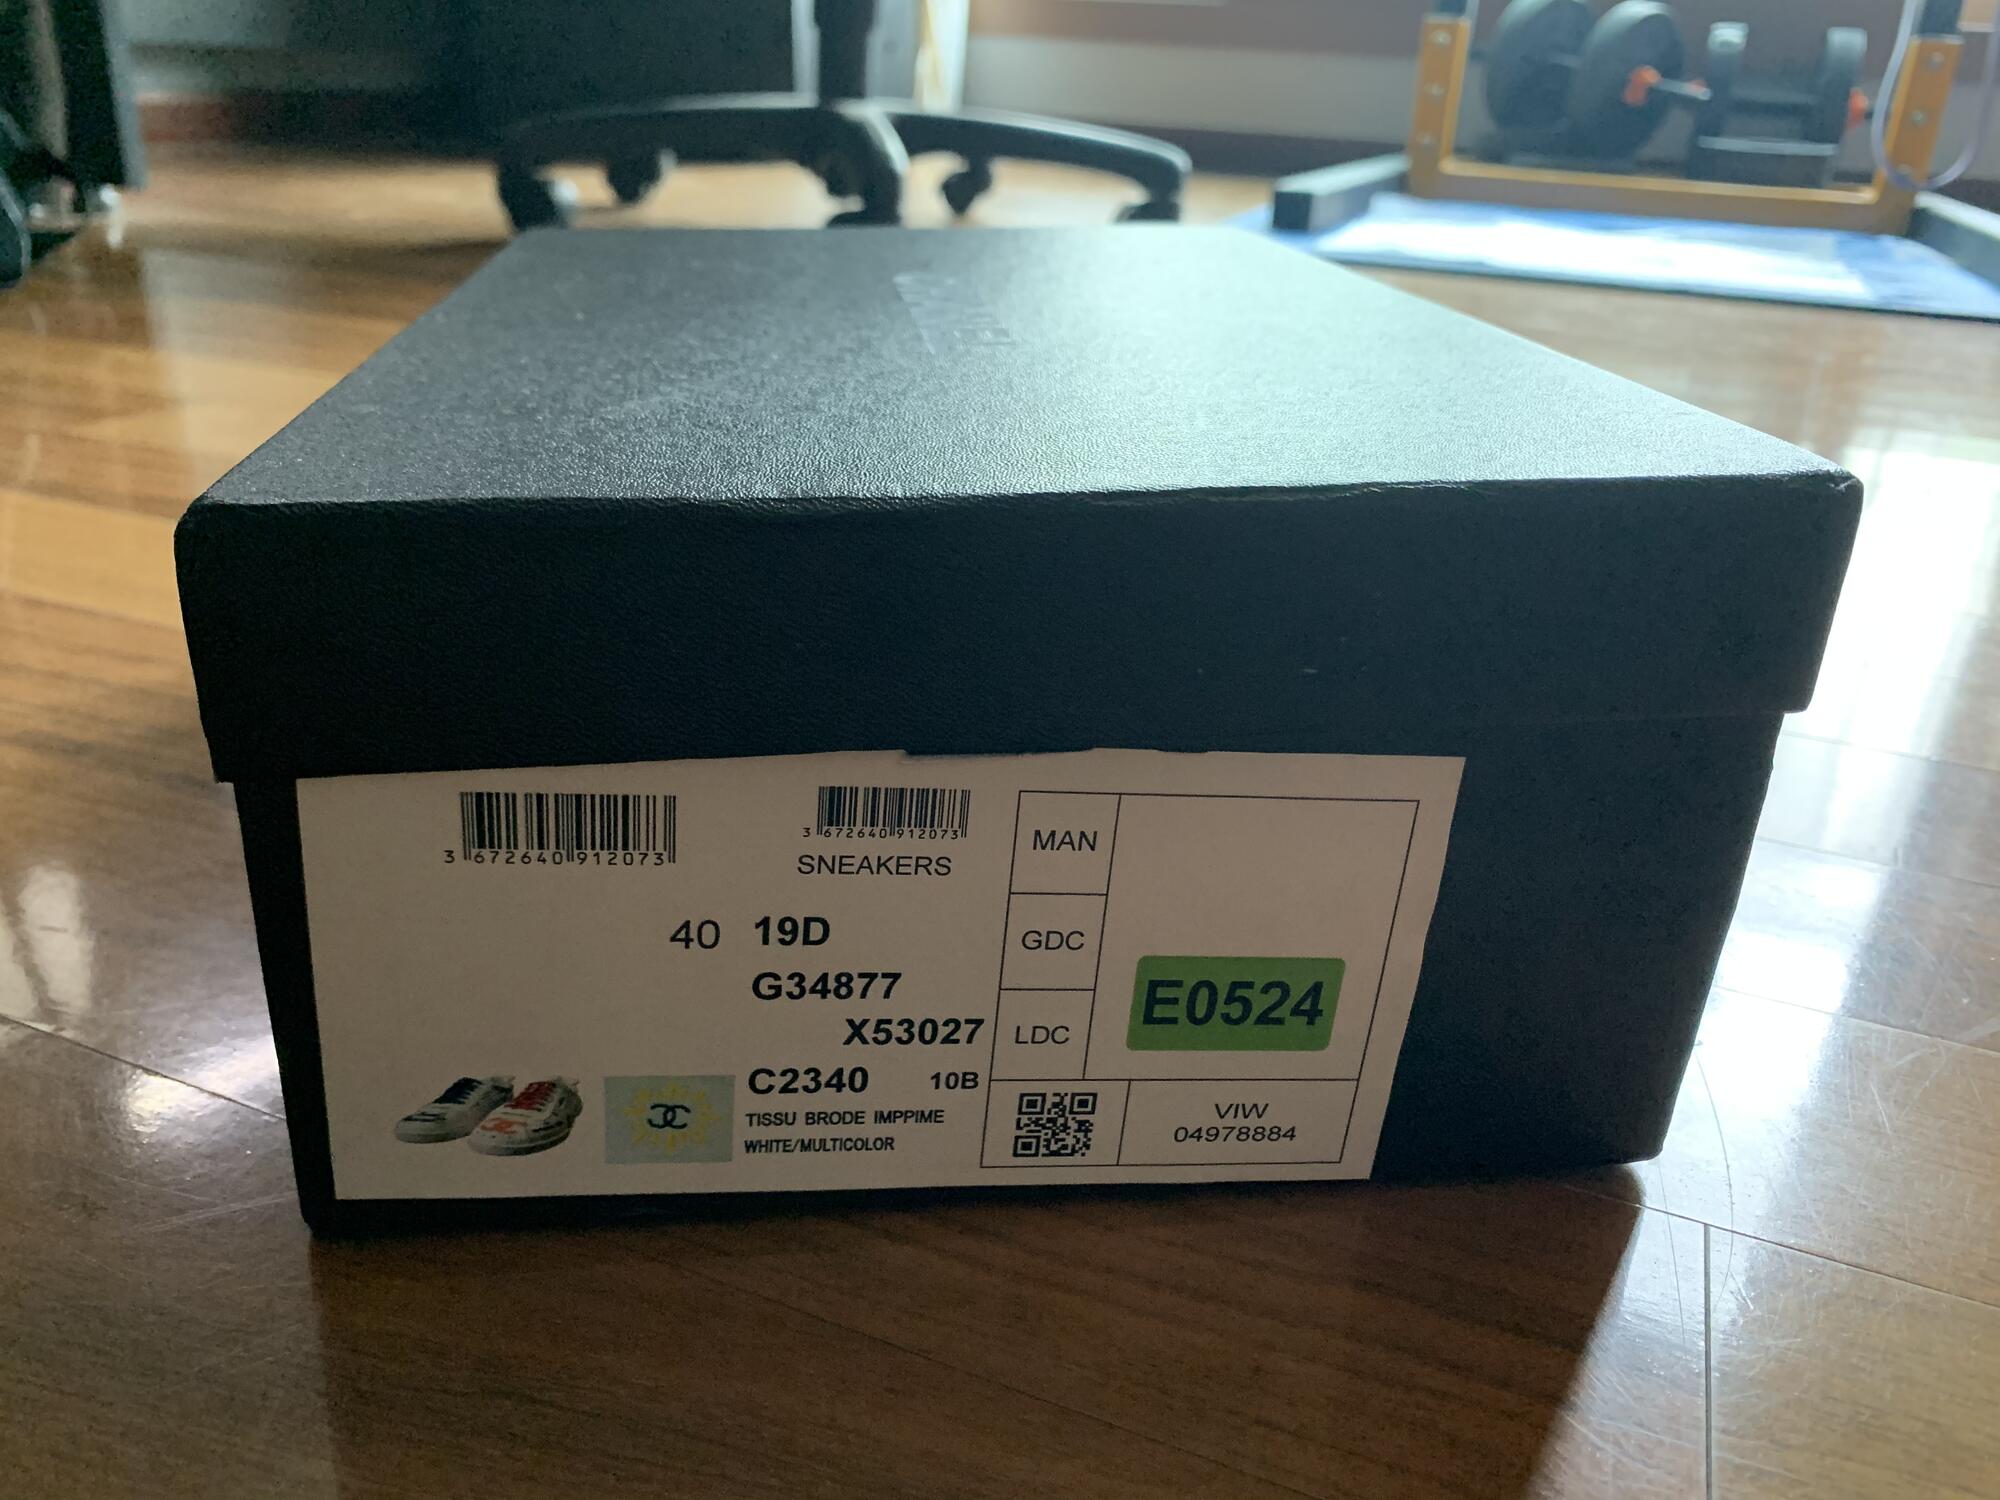 3 672640 912073
3 672640 912073
SNEAKERS
40 19D
G34877
X53027
C2340 10B
TISSU BRODE IMPPIME
WHITE/MULTICOLOR
MAN
GDC
LDC
E0524
VIW
04978884